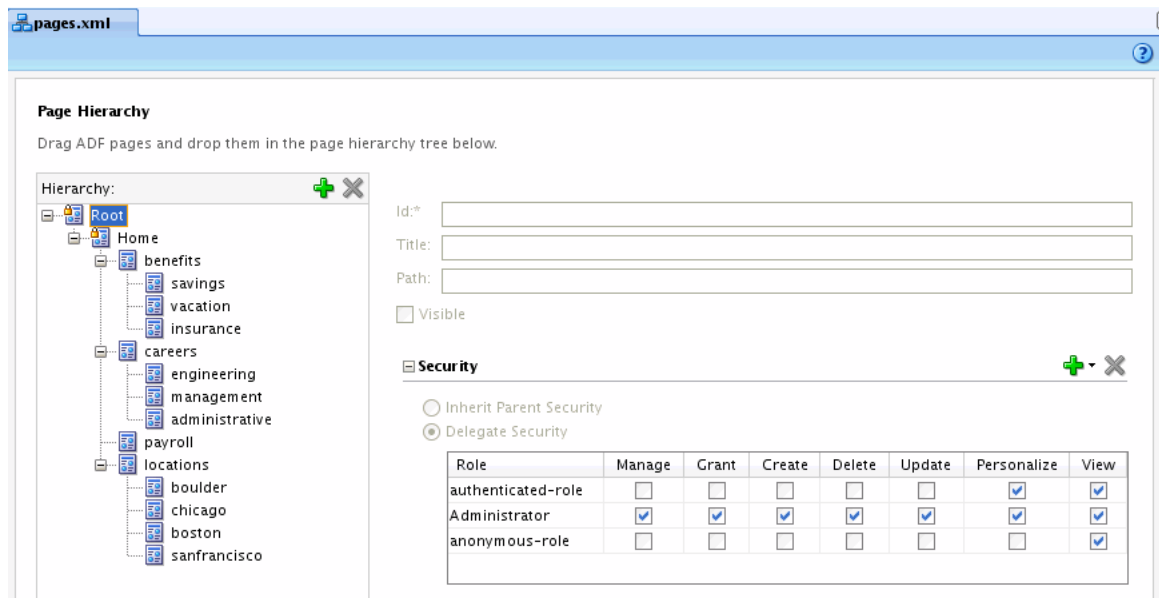 pages.xml
Page Hierarchy
Drag ADF pages and drop them in the page hierarchy tree below.
Hierarchy:
Root
Home
benefits
savings
vacation
insurance
careers
engineering
management
administrative
payroll
locations
boulder
chicago
boston
sanfrancisco
Id:*
Title:
Path:
Visible
Security
Inherit Parent Security
Delegate Security
Role Manage Grant Create Delete Update Personalize View
authenticated-role
Administrator
anonymous-role